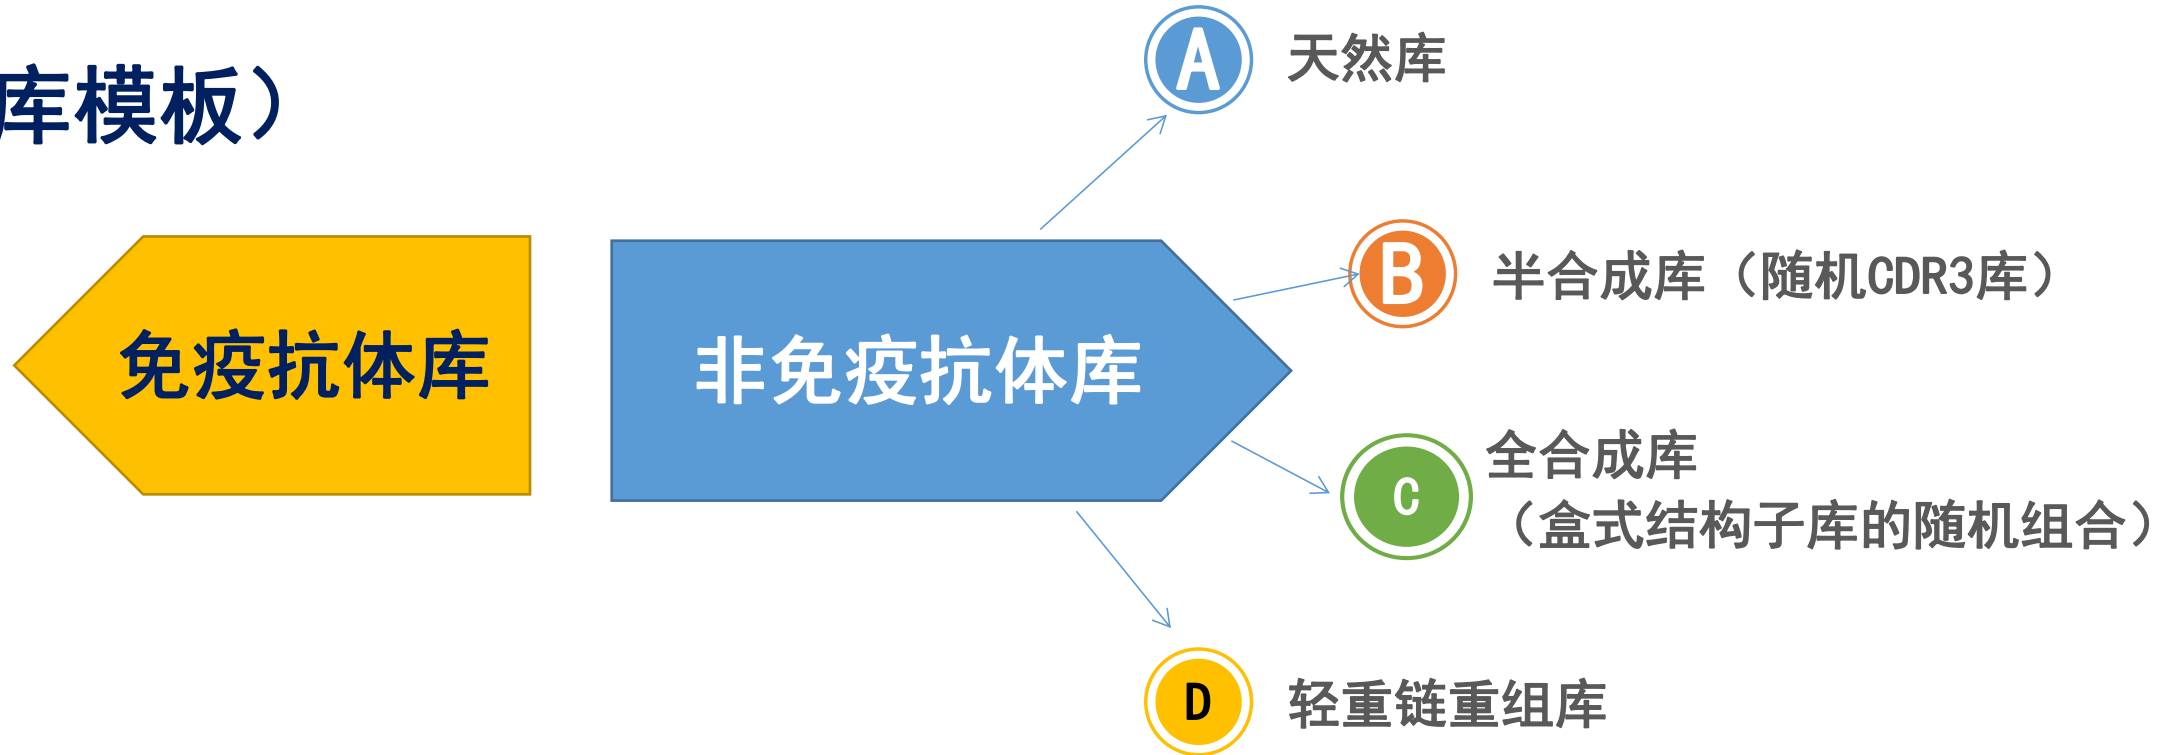 库模板）
免疫抗体库
非免疫抗体库
A
天然库
B
半合成库（随机CDR3库）
C
全合成库
（盒式结构子库的随机组合）
D
轻重链重组库